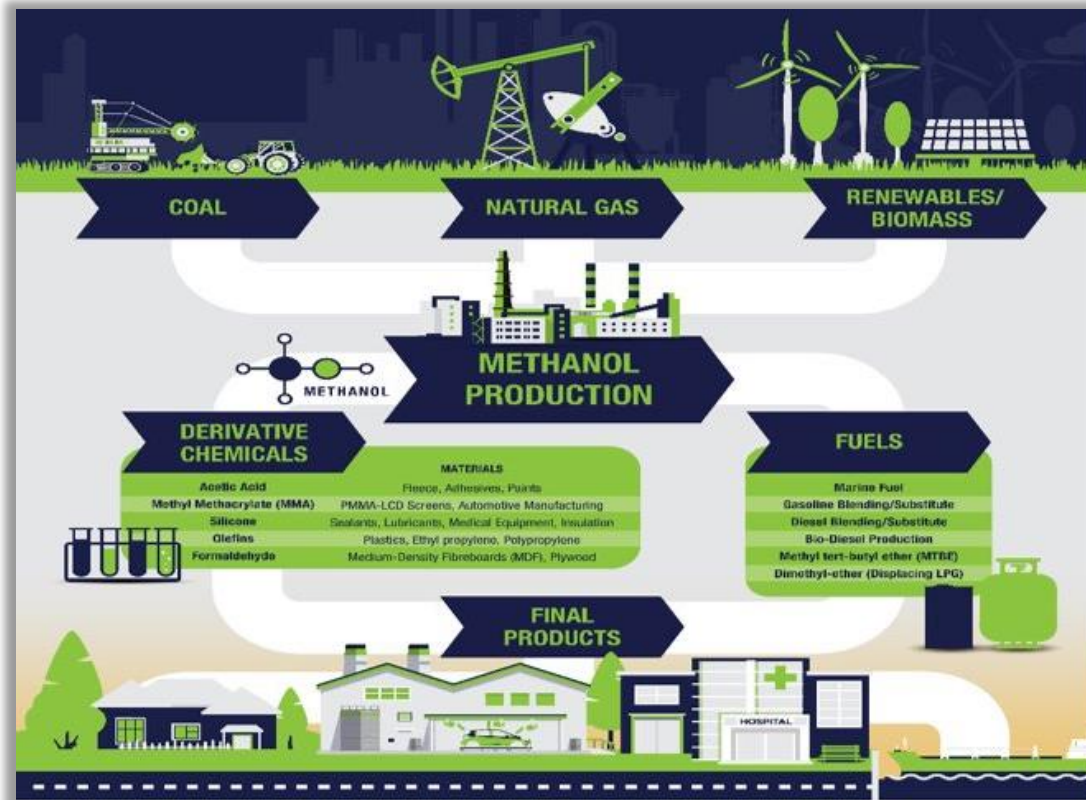 COAL
NATURAL GAS
RENEWABLES/
BIOMASS
METHANOL
PRODUCTION
METHANOL
DERIVATIVE
CHEMICALS
MATERIALS
Acetic Acid
Fleece, Adhesives, Paints
Methyl Methacrylate (MMA)
PMMA-LCD Screens, Automotive Manufacturing
Silicone
Sealants, Lubricants, Medical Equipment, Insulation
Olefins
Plastics, Ethyl propylene, Polypropylene
Formaldehyde
Medium-Density Fibreboards (MDF), Plywood
FUELS
Marine Fuel
Gasoline Blending/Substitute
Diesel Blending/Substitute
Bio-Diesel Production
Methyl tert-butyl ether (MTBE)
Dimethyl-ether (Displacing LPG)
FINAL
PRODUCTS
HOSPITAL